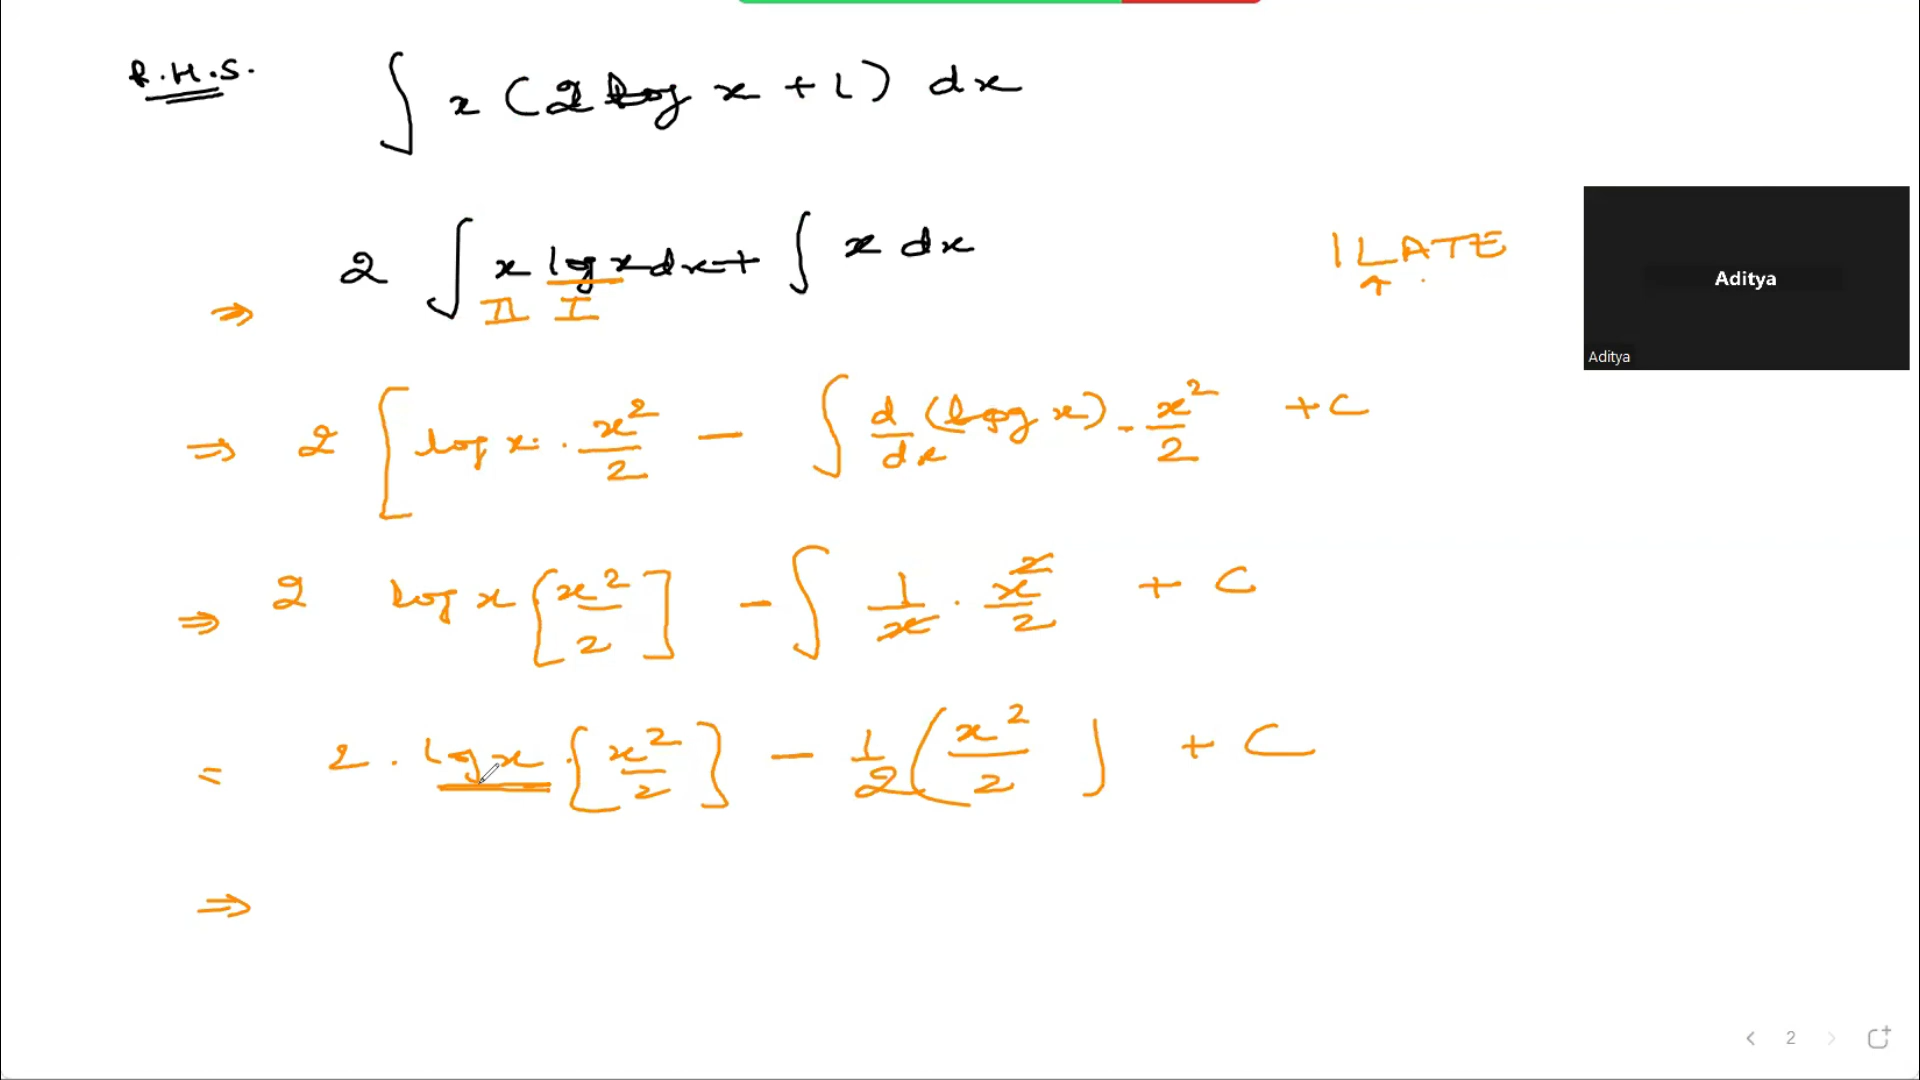 R.H.S. ∫ x (2 log x + 1) dx
⇒ 2 ∫ x log x dx + ∫ x dx
II I
ILATE
↑
Aditya
Aditya
⇒ 2 [ log x · x²/2 - ∫ d/dx (log x) - x²/2 + C
⇒ 2 log x [x²/2] - ∫ 1/x · x²/2 + C
= 2 · log x · [x²/2] - 1/2 (x²/2) + C
⇒
2